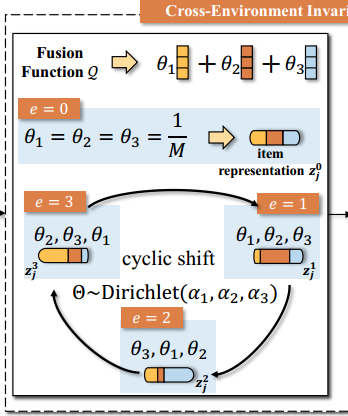 Cross-Environment Invari
Fusion
Function Q
θ₁ + θ₂ + θ₃
e = 0
θ₁ = θ₂ = θ₃ = 1/M
item
representation z_j^0
e = 3
e = 1
θ₂, θ₃, θ₁
θ₁, θ₂, θ₃
z_j^3
cyclic shift
z_j^1
Θ~Dirichlet(α₁, α₂, α₃)
e = 2
θ₃, θ₁, θ₂
z_j^2